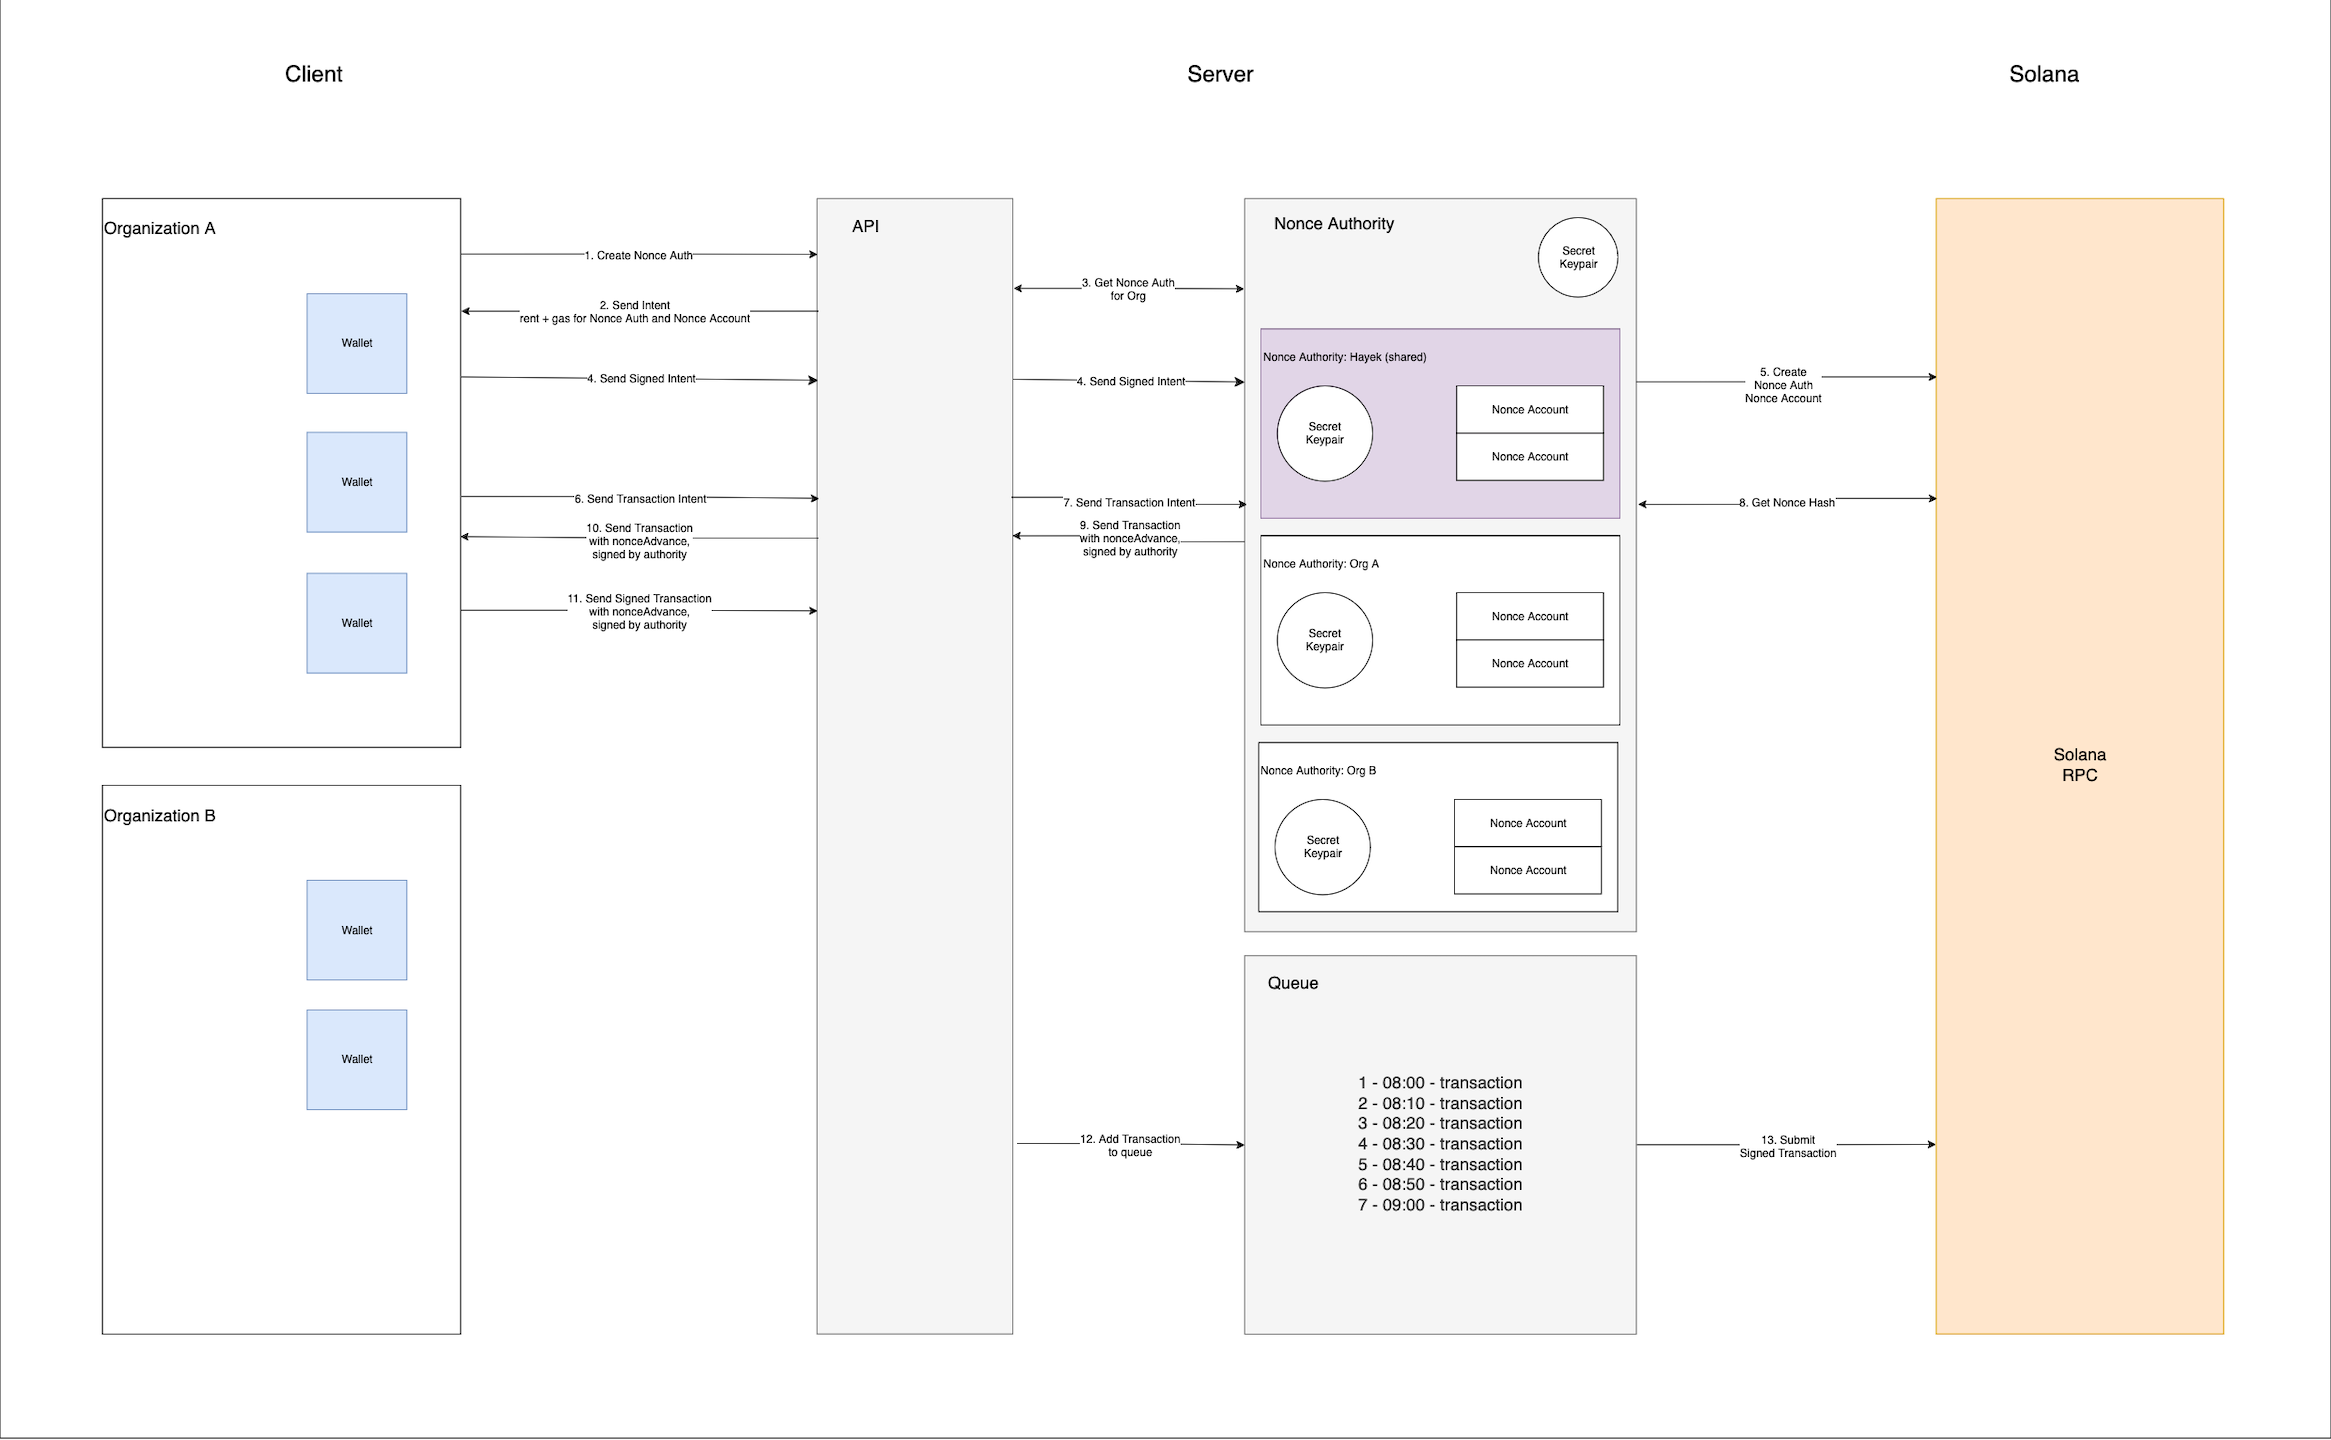 Client
Server
Solana
Organization A
Wallet
Wallet
Wallet
Organization B
Wallet
Wallet
1. Create Nonce Auth
2. Send Intent
rent + gas for Nonce Auth and Nonce Account
4. Send Signed Intent
6. Send Transaction Intent
10. Send Transaction
with nonceAdvance,
signed by authority
11. Send Signed Transaction
with nonceAdvance,
signed by authority
API
3. Get Nonce Auth
for Org
4. Send Signed Intent
7. Send Transaction Intent
9. Send Transaction
with nonceAdvance,
signed by authority
12. Add Transaction
to queue
Nonce Authority
Secret
Keypair
Nonce Authority: Hayek (shared)
Secret
Keypair
Nonce Account
Nonce Account
Nonce Authority: Org A
Secret
Keypair
Nonce Account
Nonce Account
Nonce Authority: Org B
Secret
Keypair
Nonce Account
Nonce Account
Queue
1 - 08:00 - transaction
2 - 08:10 - transaction
3 - 08:20 - transaction
4 - 08:30 - transaction
5 - 08:40 - transaction
6 - 08:50 - transaction
7 - 09:00 - transaction
5. Create
Nonce Auth
Nonce Account
8. Get Nonce Hash
13. Submit
Signed Transaction
Solana
RPC